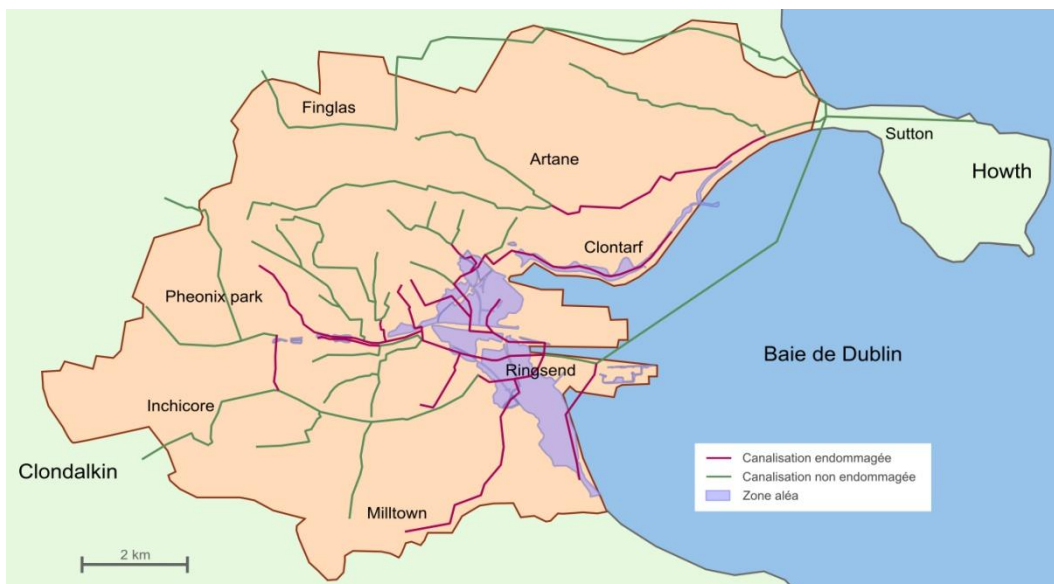 Finglas
Artane
Sutton
Howth
Clontarf
Pheonix park
Baie de Dublin
Ringsend
Inchicore
Clondalkin
Milltown
Canalisation endommagée
Canalisation non endommagée
Zone aléa
2 km